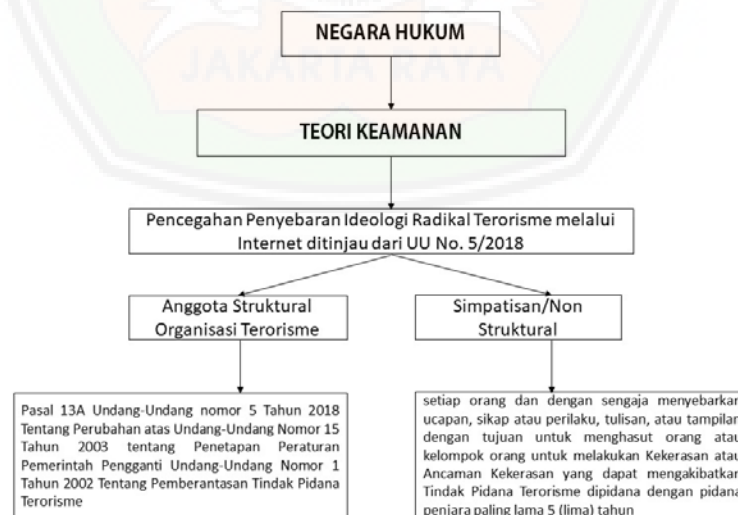 JAKARTA RAYA
NEGARA HUKUM
TEORI KEAMANAN
Pencegahan Penyebaran Ideologi Radikal Terorisme melalui
Internet ditinjau dari UU No. 5/2018
Anggota Struktural
Organisasi Terorisme
Simpatisan/Non
Struktural
Pasal 13A Undang-Undang nomor 5 Tahun 2018
Tentang Perubahan atas Undang-Undang Nomor 15
Tahun 2003 tentang Penetapan Peraturan
Pemerintah Pengganti Undang-Undang Nomor 1
Tahun 2002 Tentang Pemberantasan Tindak Pidana
Terorisme
setiap orang dan dengan sengaja menyebarkan
ucapan, sikap atau perilaku, tulisan, atau tampilan
dengan tujuan untuk menghasut orang atau
kelompok orang untuk melakukan Kekerasan atau
Ancaman Kekerasan yang dapat mengakibatkan
Tindak Pidana Terorisme dipidana dengan pidana
penjara paling lama 5 (lima) tahun